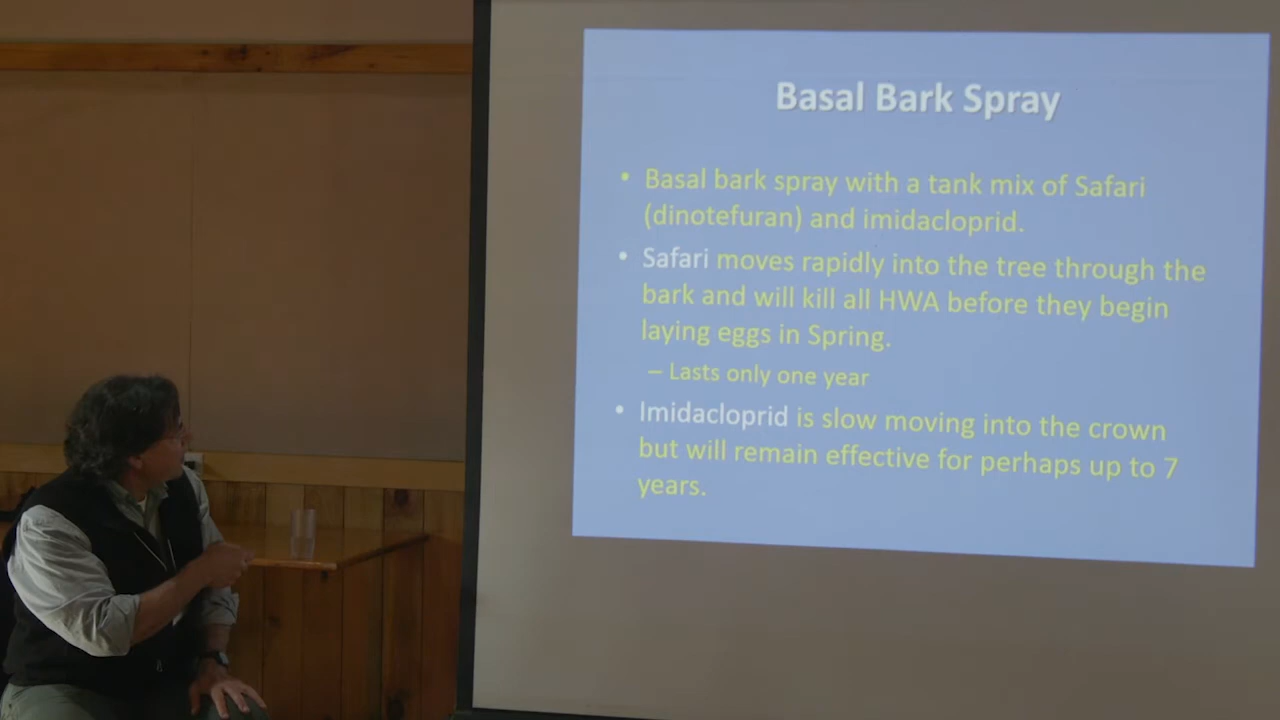 Basal Bark Spray
• Basal bark spray with a tank mix of Safari
(dinotefuran) and imidacloprid.
• Safari moves rapidly into the tree through the
bark and will kill all HWA before they begin
laying eggs in Spring.
– Lasts only one year
• Imidacloprid is slow moving into the crown
but will remain effective for perhaps up to 7
years.